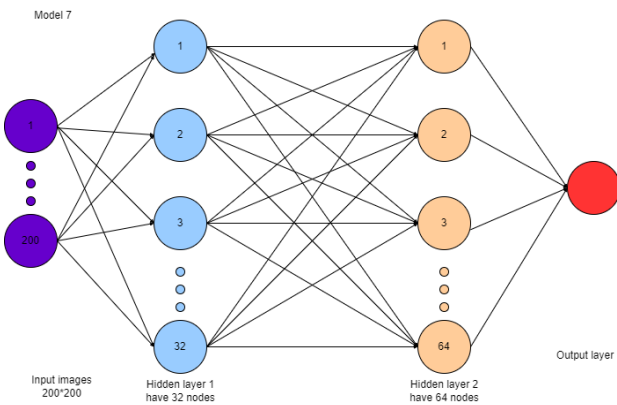 Model 7
1
200
1
2
3
32
1
2
3
64
Input images
200*200
Hidden layer 1
have 32 nodes
Hidden layer 2
have 64 nodes
Output layer